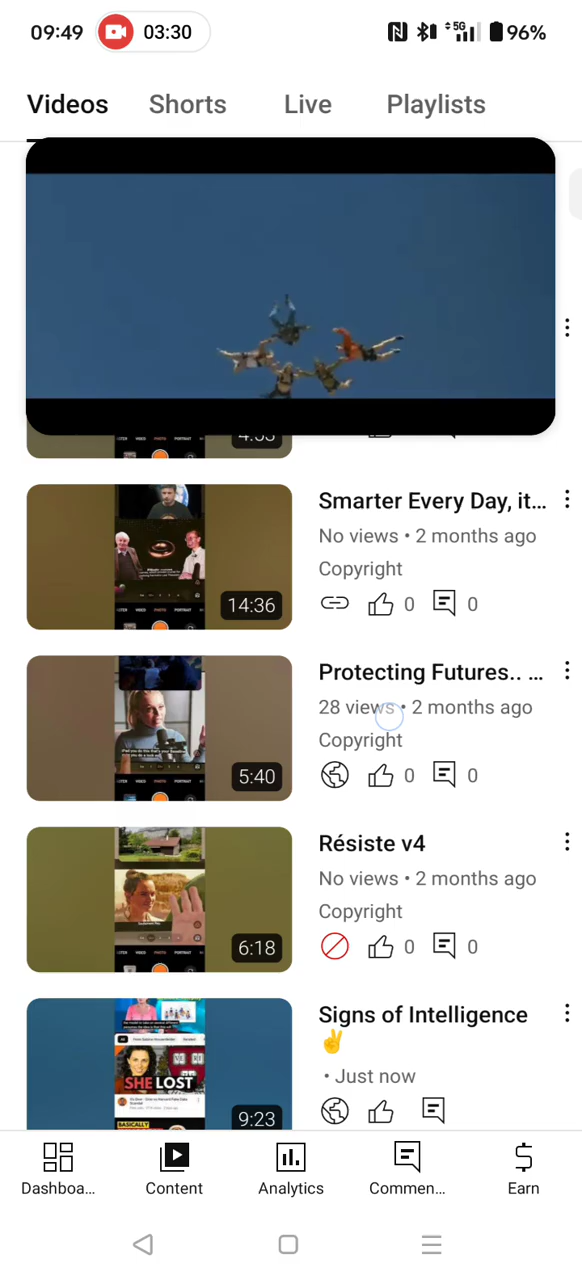 09:49 03:30 5G 96%
Videos Shorts Live Playlists
Smarter Every Day, it...
No views • 2 months ago
Copyright
0 0
14:36
Protecting Futures.. ...
28 views • 2 months ago
Copyright
0 0
5:40
Résiste v4
No views • 2 months ago
Copyright
0 0
6:18
Signs of Intelligence
✌
• Just now
SHE LOST
BASICALLY
9:23
Dashboa... Content Analytics Commen... Earn